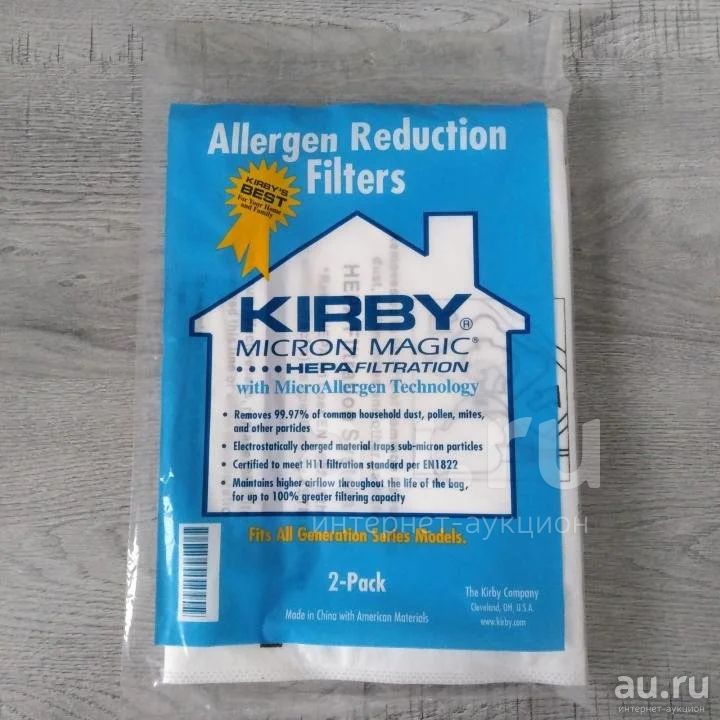 Allergen Reduction
Filters
KIRBY'S
BEST
For Your Home
and Family
KIRBY®
MICRON MAGIC®
••••HEPAFILTRATION
with MicroAllergen Technology
• Removes 99.97% of common household dust, pollen, mites,
and other particles
• Electrostatically charged material traps sub-micron particles
• Certified to meet H11 filtration standard per EN1822
• Maintains higher airflow throughout the life of the bag,
for up to 100% greater filtering capacity
Fits All Generation Series Models.
2-Pack
Made in China with American Materials
The Kirby Company
Cleveland, OH, U.S.A.
www.kirby.com
au.ru
интернет-аукцион
au.ru
интернет-аукцион